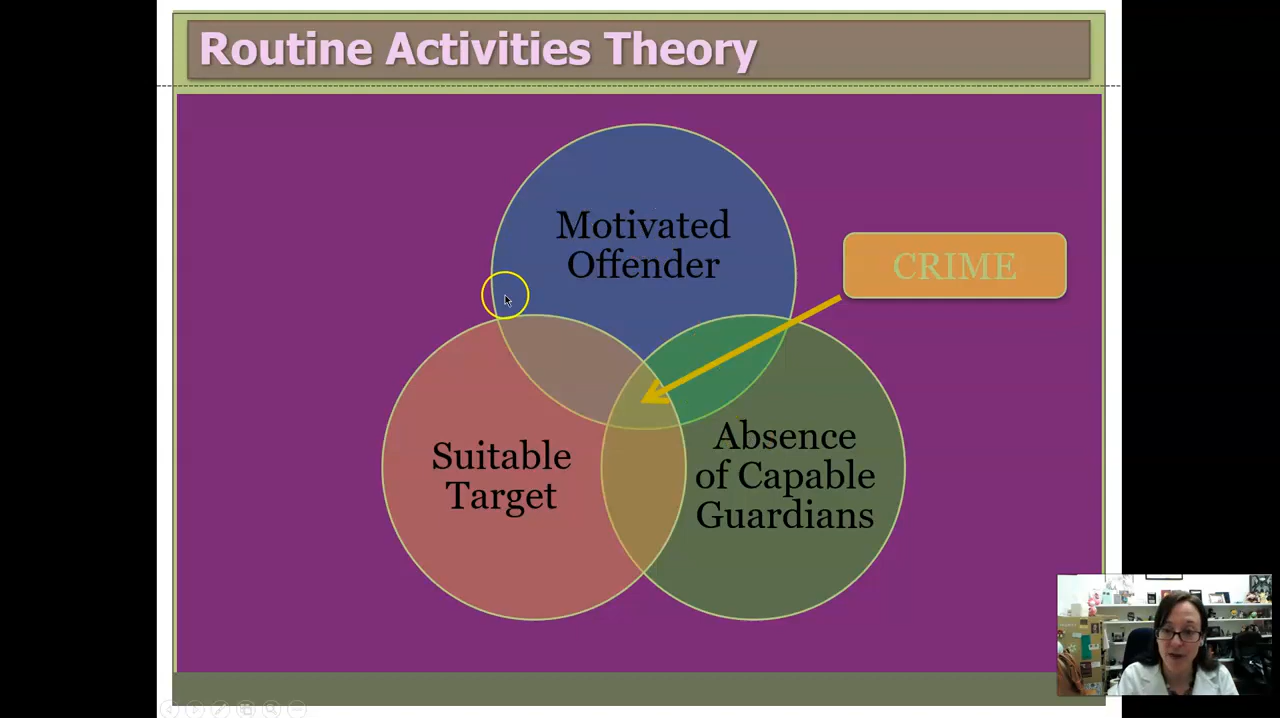 Routine Activities Theory
Motivated
Offender
CRIME
Suitable
Target
Absence
of Capable
Guardians